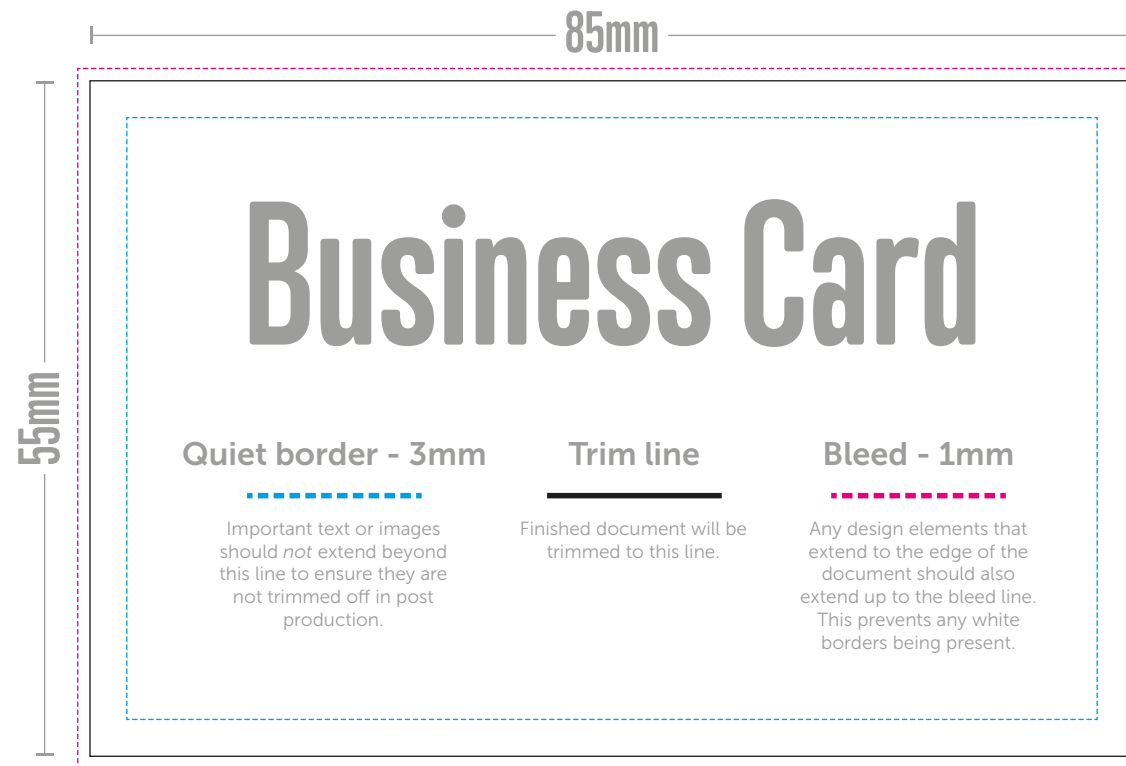 85mm
55mm
Business Card
Quiet border - 3mm
Important text or images
should not extend beyond
this line to ensure they are
not trimmed off in post
production.
Trim line
Finished document will be
trimmed to this line.
Bleed - 1mm
Any design elements that
extend to the edge of the
document should also
extend up to the bleed line.
This prevents any white
borders being present.